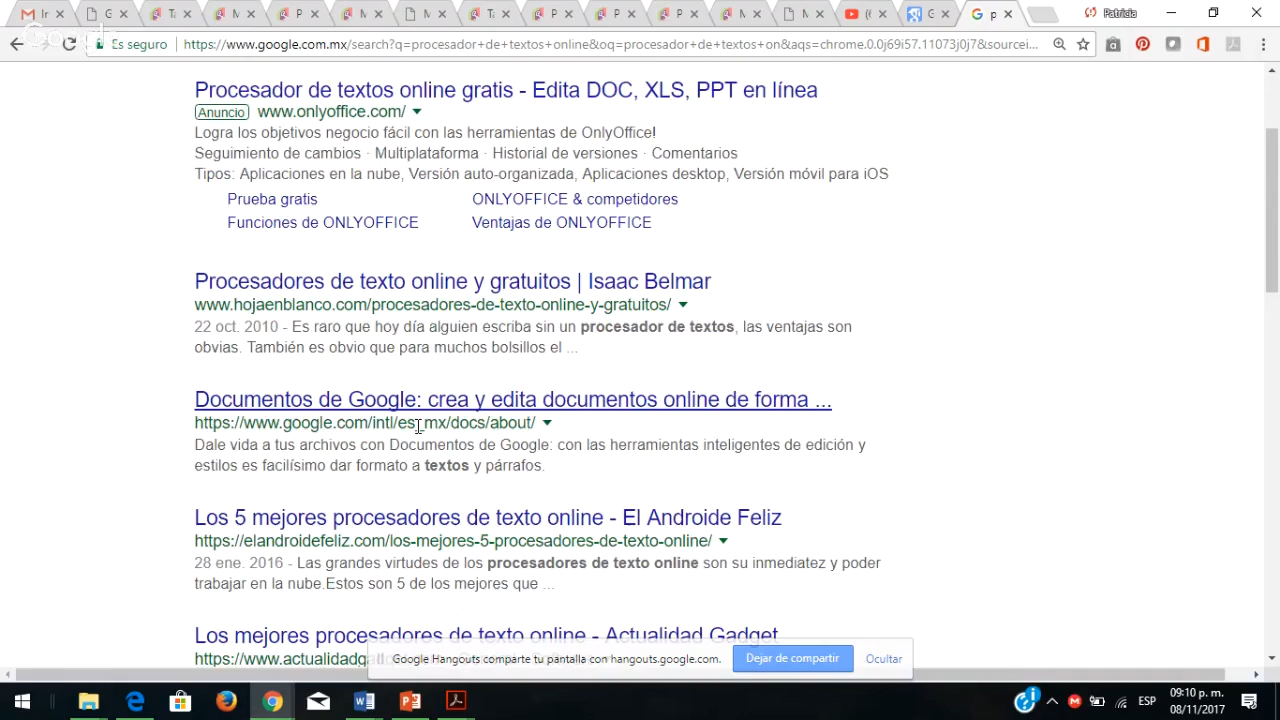 In
G
Ta
M
P
M
M
Ta
P
P
P
M
M
(
G
p
Patricia
Google
Es seguro
https://www.google.com.mx/search?q=procesador+de+textos+online&oq=procesador+de+textos+on&aqs=chrome.0.0j69i57.11073j0j7&sourcei...
Procesador de textos online gratis - Edita DOC, XLS, PPT en línea
Anuncio www.onlyoffice.com/
Logra los objetivos negocio fácil con las herramientas de OnlyOffice!
Seguimiento de cambios · Multiplataforma · Historial de versiones · Comentarios
Tipos: Aplicaciones en la nube, Versión auto-organizada, Aplicaciones desktop, Versión móvil para iOS
Prueba gratis
ONLYOFFICE & competidores
Funciones de ONLYOFFICE
Ventajas de ONLYOFFICE
Procesadores de texto online y gratuitos | Isaac Belmar
www.hojaenblanco.com/procesadores-de-texto-online-y-gratuitos/
22 oct. 2010 - Es raro que hoy día alguien escriba sin un procesador de textos, las ventajas son
obvias. También es obvio que para muchos bolsillos el ...
Documentos de Google: crea y edita documentos online de forma ...
https://www.google.com/intl/es_mx/docs/about/
Dale vida a tus archivos con Documentos de Google: con las herramientas inteligentes de edición y
estilos es facilísimo dar formato a textos y párrafos.
Los 5 mejores procesadores de texto online - El Androide Feliz
https://elandroidefeliz.com/los-mejores-5-procesadores-de-texto-online/
28 ene. 2016 - Las grandes virtudes de los procesadores de texto online son su inmediatez y poder
trabajar en la nube.Estos son 5 de los mejores que ...
Los mejores procesadores de texto online - Actualidad Gadget
https://www.actualidadga
Google Hangouts comparte tu pantalla con hangouts.google.com.
Dejar de compartir
Ocultar
ESP
09:10 p. m.
08/11/2017